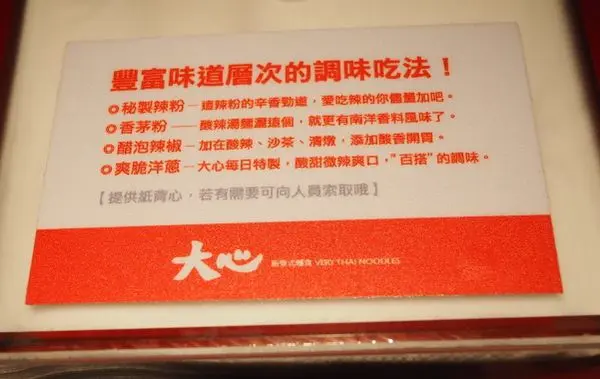 豐富味道層次的調味吃法！
◎秘製辣粉－這辣粉的辛香勁道，愛吃辣的你儘量加吧。
◎香茅粉——酸辣湯麵灑這個，就更有南洋香料風味了。
◎醋泡辣椒－加在酸辣、沙茶、清燉，添加酸香開胃。
◎爽脆洋蔥－大心每日特製，酸甜微辣爽口，"百搭"的調味。
【提供紙背心，若有需要可向人員索取哦】
大心 新泰式麵食 VERY THAI NOODLES